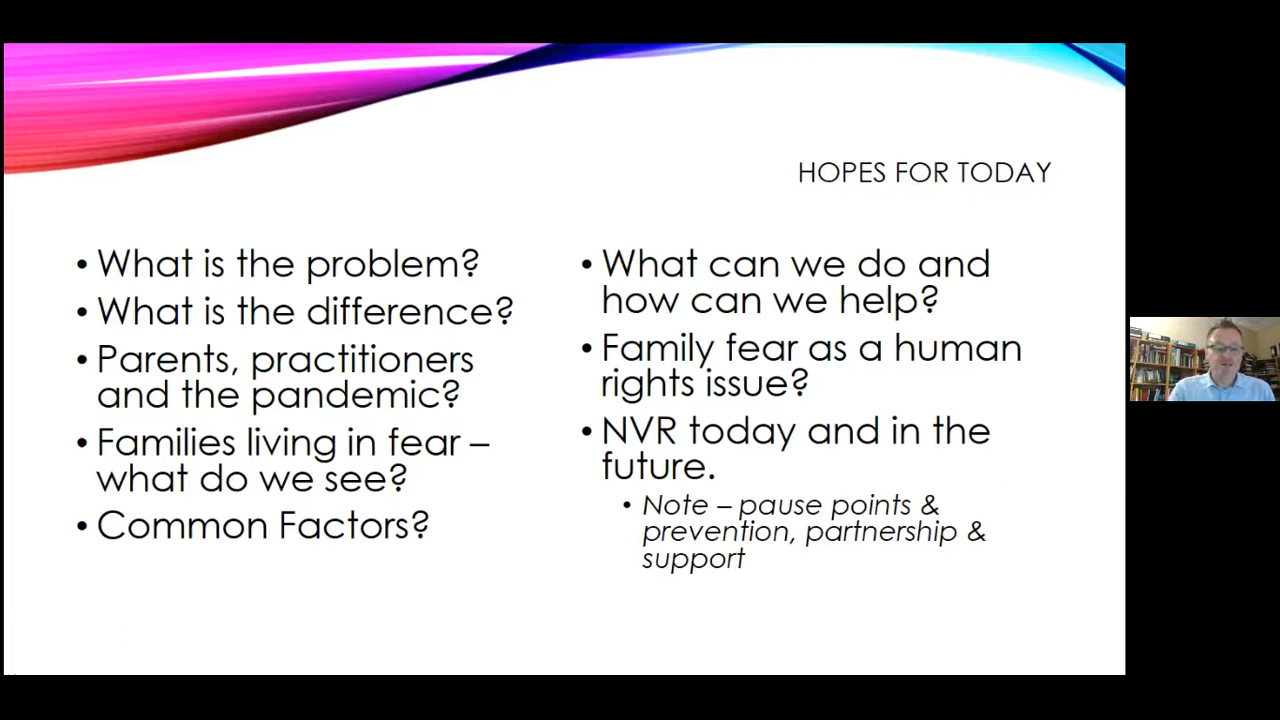 HOPES FOR TODAY
• What is the problem?
• What is the difference?
• Parents, practitioners
and the pandemic?
• Families living in fear –
what do we see?
• Common Factors?
• What can we do and
how can we help?
• Family fear as a human
rights issue?
• NVR today and in the
future.
• Note – pause points &
prevention, partnership &
support